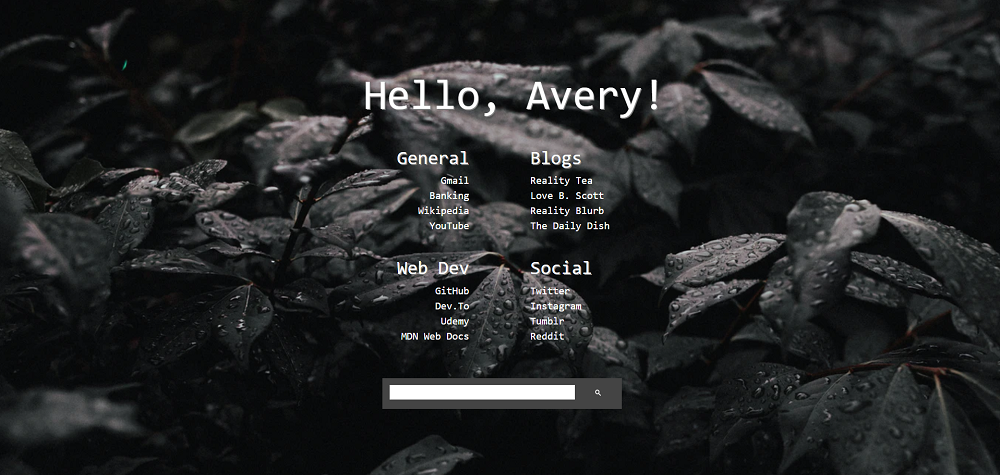 Hello, Avery!
General
Gmail
Banking
Wikipedia
YouTube
Blogs
Reality Tea
Love B. Scott
Reality Blurb
The Daily Dish
Web Dev
GitHub
Dev.To
Udemy
MDN Web Docs
Social
Twitter
Instagram
Tumblr
Reddit